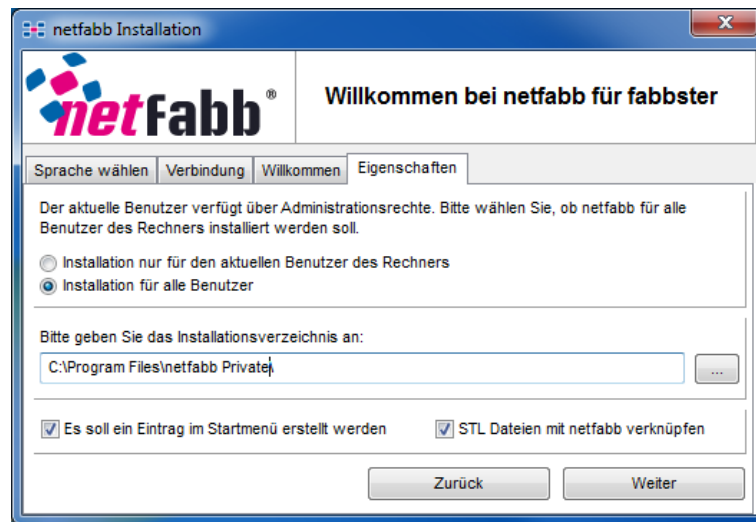 netfabb Installation
netfabb®
Willkommen bei netfabb für fabbster
Sprache wählen Verbindung Willkommen Eigenschaften
Der aktuelle Benutzer verfügt über Administrationsrechte. Bitte wählen Sie, ob netfabb für alle
Benutzer des Rechners installiert werden soll.
Installation nur für den aktuellen Benutzer des Rechners
Installation für alle Benutzer
Bitte geben Sie das Installationsverzeichnis an:
C:\Program Files\netfabb Private\
...
Es soll ein Eintrag im Startmenü erstellt werden STL Dateien mit netfabb verknüpfen
Zurück Weiter